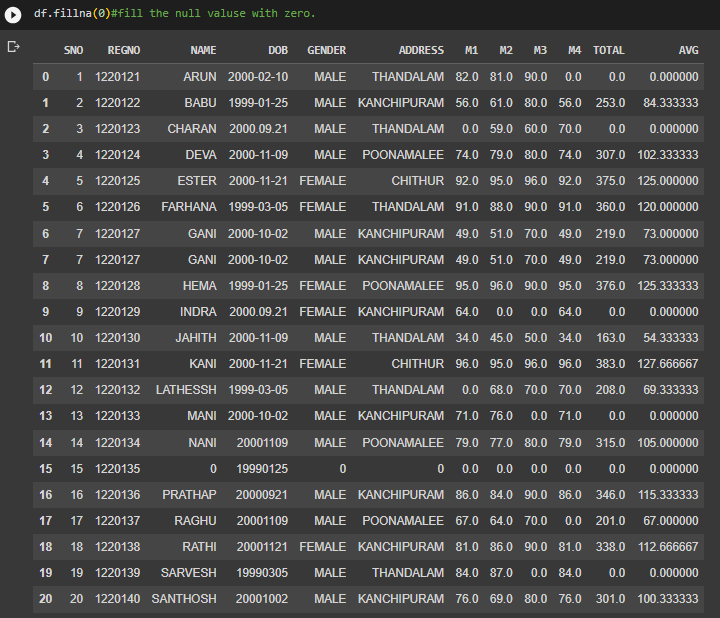 df.fillna(0)#fill the null valuse with zero.
SNO REGNO NAME DOB GENDER ADDRESS M1 M2 M3 M4 TOTAL AVG
0 1 1220121 ARUN 2000-02-10 MALE THANDALAM 82.0 81.0 90.0 0.0 0.0 0.000000
1 2 1220122 BABU 1999-01-25 MALE KANCHIPURAM 56.0 61.0 80.0 56.0 253.0 84.333333
2 3 1220123 CHARAN 2000.09.21 MALE THANDALAM 0.0 59.0 60.0 70.0 0.0 0.000000
3 4 1220124 DEVA 2000-11-09 MALE POONAMALEE 74.0 79.0 80.0 74.0 307.0 102.333333
4 5 1220125 ESTER 2000-11-21 FEMALE CHITHUR 92.0 95.0 96.0 92.0 375.0 125.000000
5 6 1220126 FARHANA 1999-03-05 FEMALE THANDALAM 91.0 88.0 90.0 91.0 360.0 120.000000
6 7 1220127 GANI 2000-10-02 MALE KANCHIPURAM 49.0 51.0 70.0 49.0 219.0 73.000000
7 7 1220127 GANI 2000-10-02 MALE KANCHIPURAM 49.0 51.0 70.0 49.0 219.0 73.000000
8 8 1220128 HEMA 1999-01-25 FEMALE POONAMALEE 95.0 96.0 90.0 95.0 376.0 125.333333
9 9 1220129 INDRA 2000.09.21 FEMALE KANCHIPURAM 64.0 0.0 0.0 64.0 0.0 0.000000
10 10 1220130 JAHITH 2000-11-09 MALE THANDALAM 34.0 45.0 50.0 34.0 163.0 54.333333
11 11 1220131 KANI 2000-11-21 FEMALE CHITHUR 96.0 95.0 96.0 96.0 383.0 127.666667
12 12 1220132 LATHESSH 1999-03-05 MALE THANDALAM 0.0 68.0 70.0 70.0 208.0 69.333333
13 13 1220133 MANI 2000-10-02 MALE KANCHIPURAM 71.0 76.0 0.0 71.0 0.0 0.000000
14 14 1220134 NANI 20001109 MALE POONAMALEE 79.0 77.0 80.0 79.0 315.0 105.000000
15 15 1220135 0 19990125 0 0 0.0 0.0 0.0 0.0 0.0 0.000000
16 16 1220136 PRATHAP 20000921 MALE KANCHIPURAM 86.0 84.0 90.0 86.0 346.0 115.333333
17 17 1220137 RAGHU 20001109 MALE POONAMALEE 67.0 64.0 70.0 0.0 201.0 67.000000
18 18 1220138 RATHI 20001121 FEMALE KANCHIPURAM 81.0 86.0 90.0 81.0 338.0 112.666667
19 19 1220139 SARVESH 19990305 MALE THANDALAM 84.0 87.0 0.0 84.0 0.0 0.000000
20 20 1220140 SANTHOSH 20001002 MALE KANCHIPURAM 76.0 69.0 80.0 76.0 301.0 100.333333